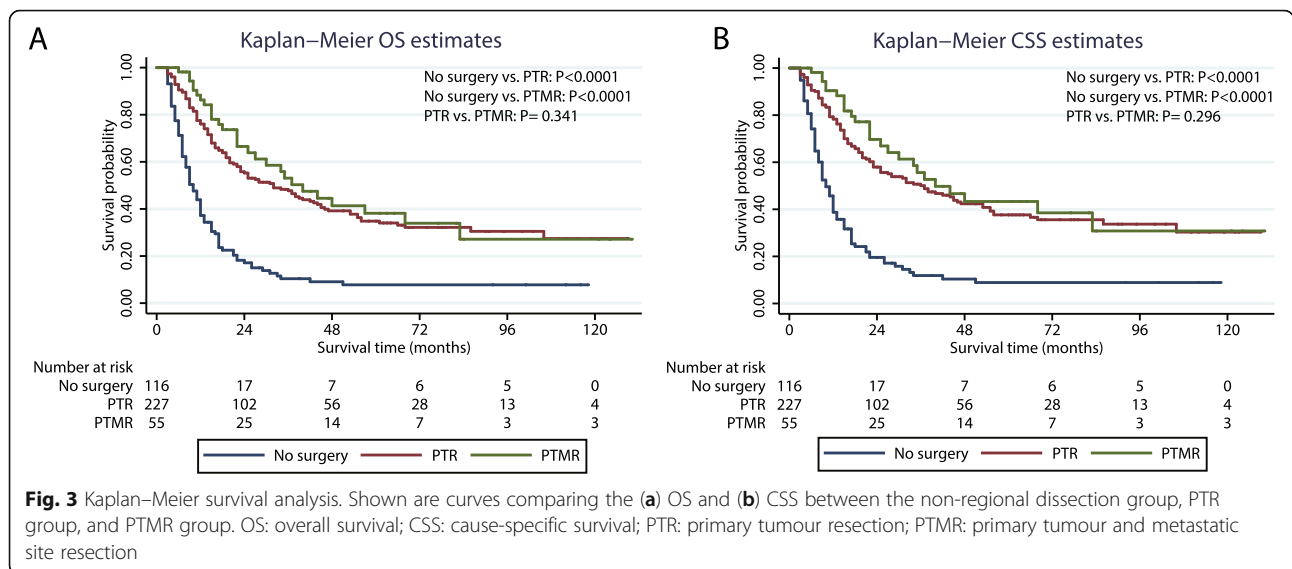 A
Kaplan–Meier OS estimates
No surgery vs. PTR: P<0.0001
No surgery vs. PTMR: P<0.0001
PTR vs. PTMR: P= 0.341
Survival probability
1.00
0.80
0.60
0.40
0.20
0.00
0 24 48 72 96 120
Survival time (months)
Number at risk
No surgery 116 17 7 6 5 0
PTR 227 102 56 28 13 4
PTMR 55 25 14 7 3 3
No surgery PTR PTMR
B
Kaplan–Meier CSS estimates
No surgery vs. PTR: P<0.0001
No surgery vs. PTMR: P<0.0001
PTR vs. PTMR: P= 0.296
Survival probability
1.00
0.80
0.60
0.40
0.20
0.00
0 24 48 72 96 120
Survival time (months)
Number at risk
No surgery 116 17 7 6 5 0
PTR 227 102 56 28 13 4
PTMR 55 25 14 7 3 3
No surgery PTR PTMR
Fig. 3 Kaplan–Meier survival analysis. Shown are curves comparing the (a) OS and (b) CSS between the non-regional dissection group, PTR
group, and PTMR group. OS: overall survival; CSS: cause-specific survival; PTR: primary tumour resection; PTMR: primary tumour and metastatic
site resection